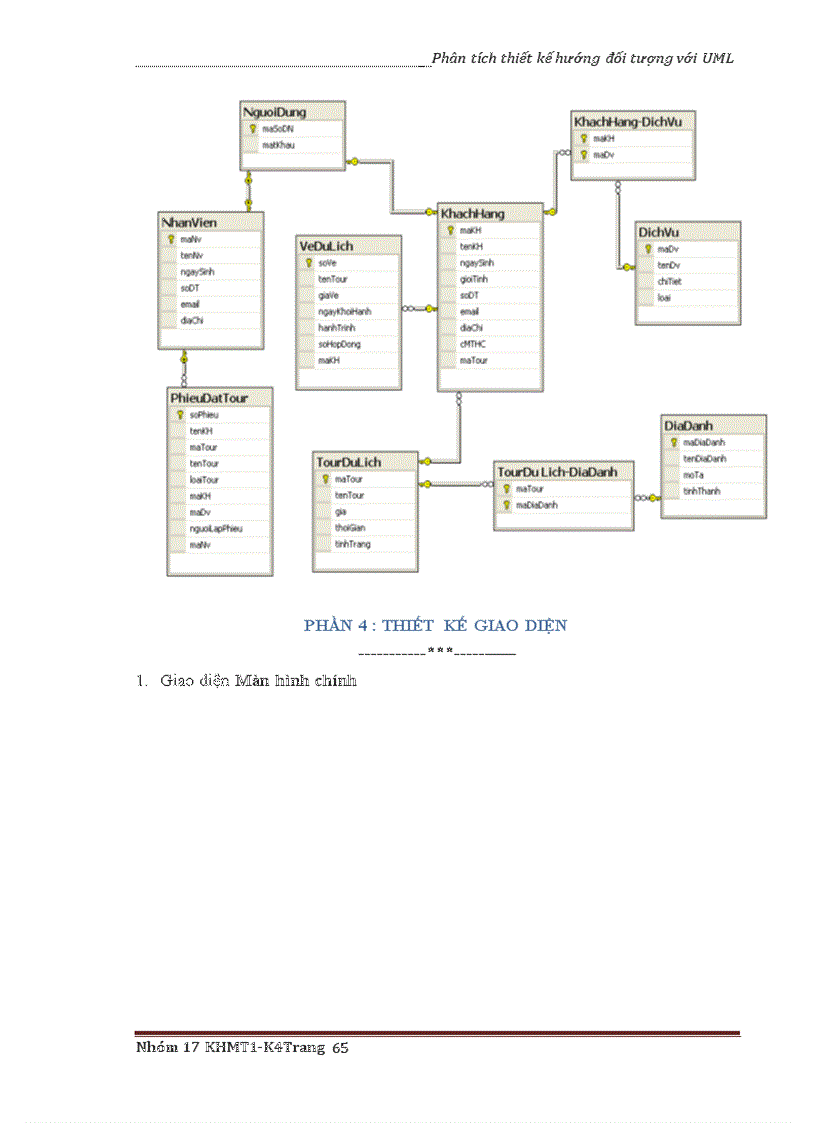 Phân tích thiết kế hướng đối tượng với UML
NguoiDung
maSoDN
matKhau
KhachHang-DichVu
maKH
maDv
NhanVien
maNv
tenNv
ngaySinh
soDT
email
diaChi
VeDuLich
soVe
tenTour
giaVe
ngayKhoiHanh
hanhTrinh
soHopDong
maKH
KhachHang
maKH
tenKH
ngaySinh
gioiTinh
soDT
email
diaChi
cMTHC
maTour
DichVu
maDv
tenDv
chiTiet
loai
PhieuDatTour
soPhieu
tenKH
maTour
tenTour
loaiTour
maKH
maDv
nguoiLapPhieu
maNv
TourDuLich
maTour
tenTour
gia
thoiGian
tinhTrang
TourDu Lich-DiaDanh
maTour
maDiaDanh
DiaDanh
maDiaDanh
tenDiaDanh
moTa
tinhThanh
PHẦN 4 : THIẾT KẾ GIAO DIỆN
-----------***----------
1. Giao diện Màn hình chính
Nhóm 17 KHMT1-K4Trang 65